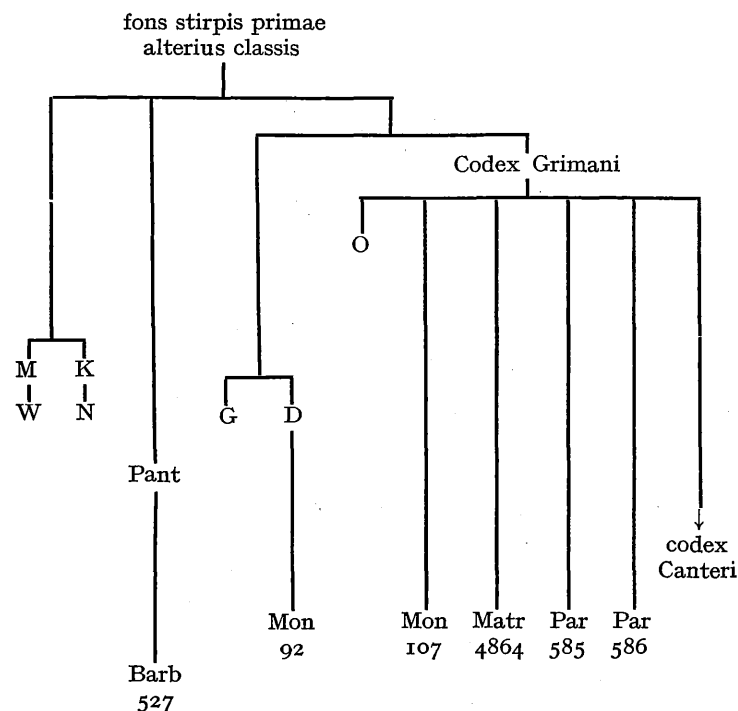 fons stirpis primae
alterius classis
Codex Grimani
O
M K
W N
G D
Pant
codex
Canteri
Mon Mon Matr Par Par
92 107 4864 585 586
Barb
527